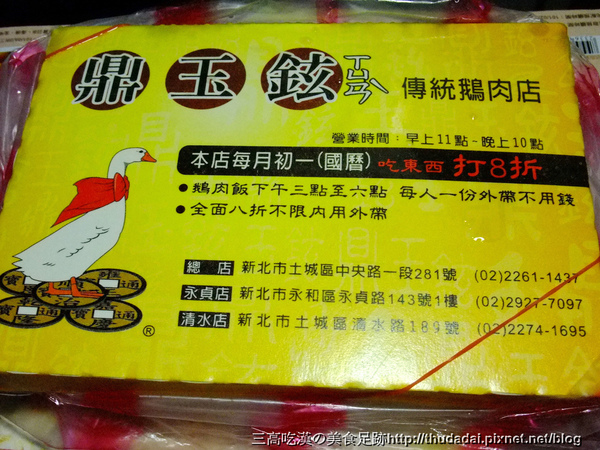 鼎玉鉉 ㄒㄩㄢˋ 傳統鵝肉店
營業時間：早上11點~晚上10點
本店每月初一(國曆)吃東西 打8折
●鵝肉飯下午三點至六點 每人一份外帶不用錢
●全面八折不限內用外帶
總店 新北市土城區中央路一段281號 (02)2261-1437
永貞店 新北市永和區永貞路143號1樓 (02)2927-7097
清水店 新北市土城區清水路189號 (02)2274-1695
®
三高吃漢の美食足跡http://thudadai.pixnet.net/blog